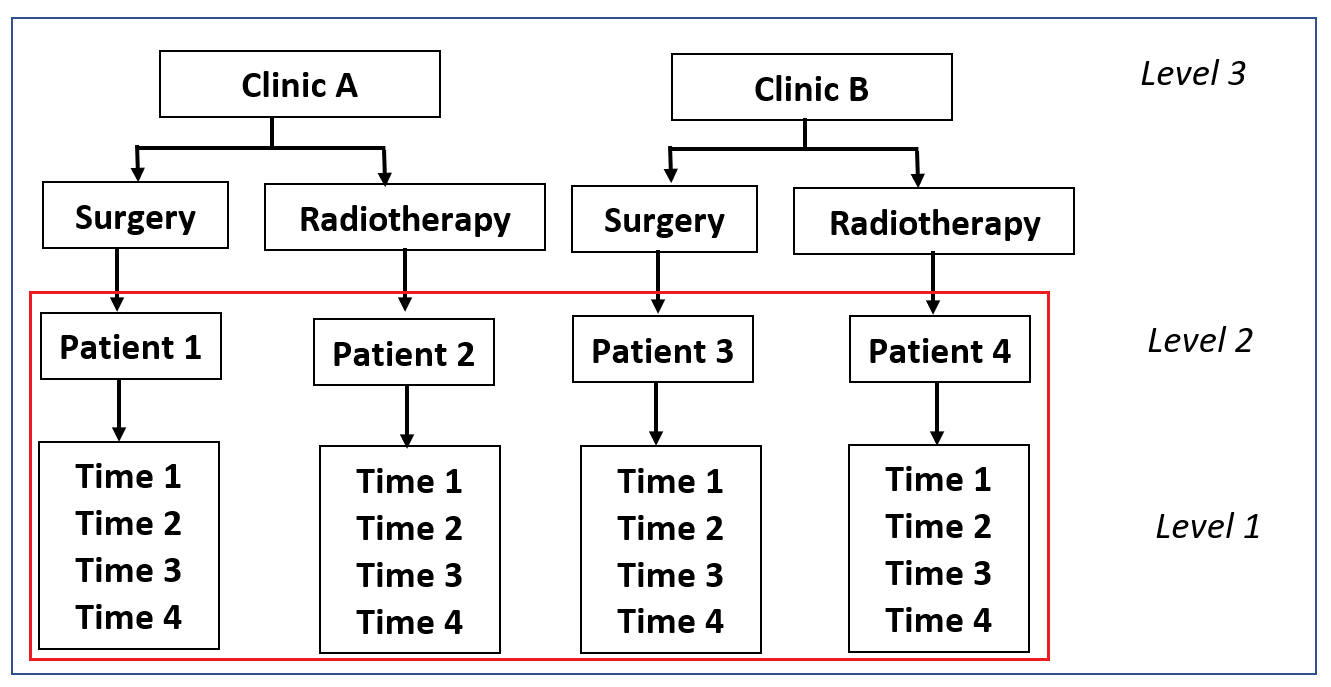 Clinic A
Clinic B
Level 3
Surgery
Radiotherapy
Surgery
Radiotherapy
Patient 1
Patient 2
Patient 3
Patient 4
Level 2
Time 1
Time 2
Time 3
Time 4
Time 1
Time 2
Time 3
Time 4
Time 1
Time 2
Time 3
Time 4
Time 1
Time 2
Time 3
Time 4
Level 1